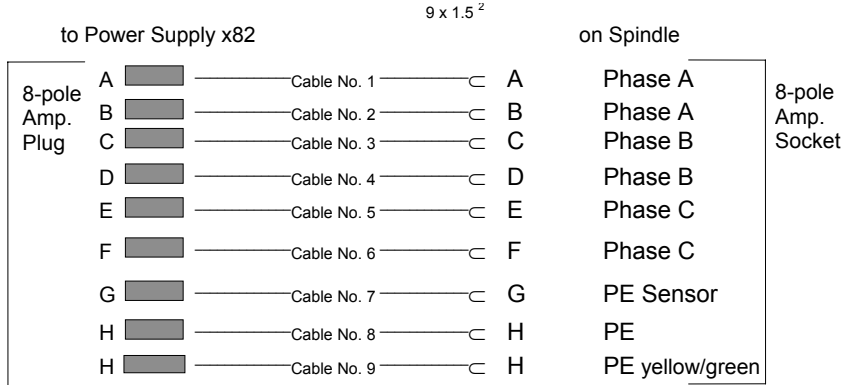 9 x 1.5 ²
to Power Supply x82 on Spindle
8-pole
Amp.
Plug
A Cable No. 1 A Phase A
B Cable No. 2 B Phase A
C Cable No. 3 C Phase B
D Cable No. 4 D Phase B
E Cable No. 5 E Phase C
F Cable No. 6 F Phase C
G Cable No. 7 G PE Sensor
H Cable No. 8 H PE
H Cable No. 9 H PE yellow/green
8-pole
Amp.
Socket